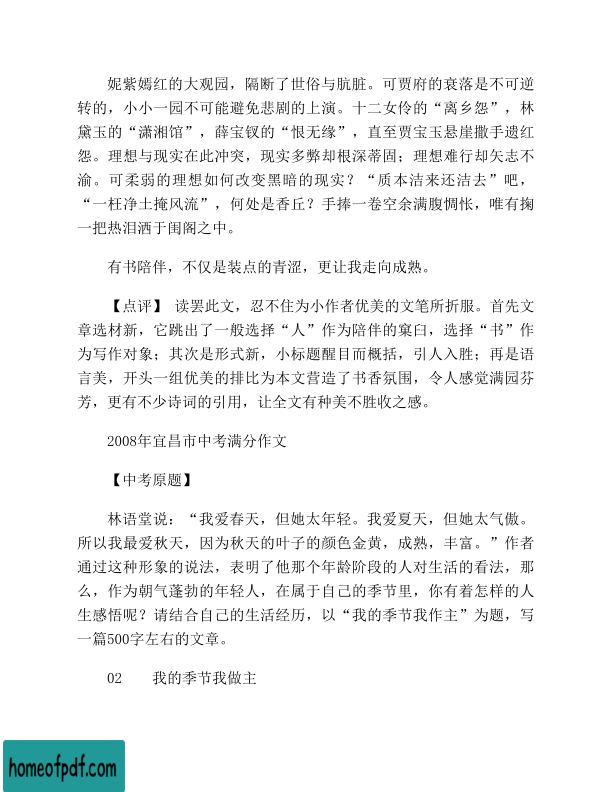 妮紫嫣红的大观园，隔断了世俗与肮脏。可贾府的衰落是不可逆
转的，小小一园不可能避免悲剧的上演。十二女伶的“离乡怨”，林
黛玉的“潇湘馆”，薛宝钗的“恨无缘”，直至贾宝玉悬崖撒手遗红
怨。理想与现实在此冲突，现实多弊却根深蒂固；理想难行却矢志不
渝。可柔弱的理想如何改变黑暗的现实？“质本洁来还洁去”吧，
“一枉净土掩风流”，何处是香丘？手捧一卷空余满腹惆怅，唯有掬
一把热泪洒于闺阁之中。
有书陪伴，不仅是装点的青涩，更让我走向成熟。
【点评】 读罢此文，忍不住为小作者优美的文笔所折服。首先文
章选材新，它跳出了一般选择“人”作为陪伴的窠臼，选择“书”作
为写作对象；其次是形式新，小标题醒目而概括，引人入胜；再是语
言美，开头一组优美的排比为本文营造了书香氛围，令人感觉满园芬
芳，更有不少诗词的引用，让全文有种美不胜收之感。
2008年宜昌市中考满分作文
【中考原题】
林语堂说：“我爱春天，但她太年轻。我爱夏天，但她太气傲。
所以我最爱秋天，因为秋天的叶子的颜色金黄，成熟，丰富。”作者
通过这种形象的说法，表明了他那个年龄阶段的人对生活的看法，那
么，作为朝气蓬勃的年轻人，在属于自己的季节里，你有着怎样的人
生感悟呢？请结合自己的生活经历，以“我的季节我作主”为题，写
一篇500字左右的文章。
02 我的季节我做主
homeofpdf.com